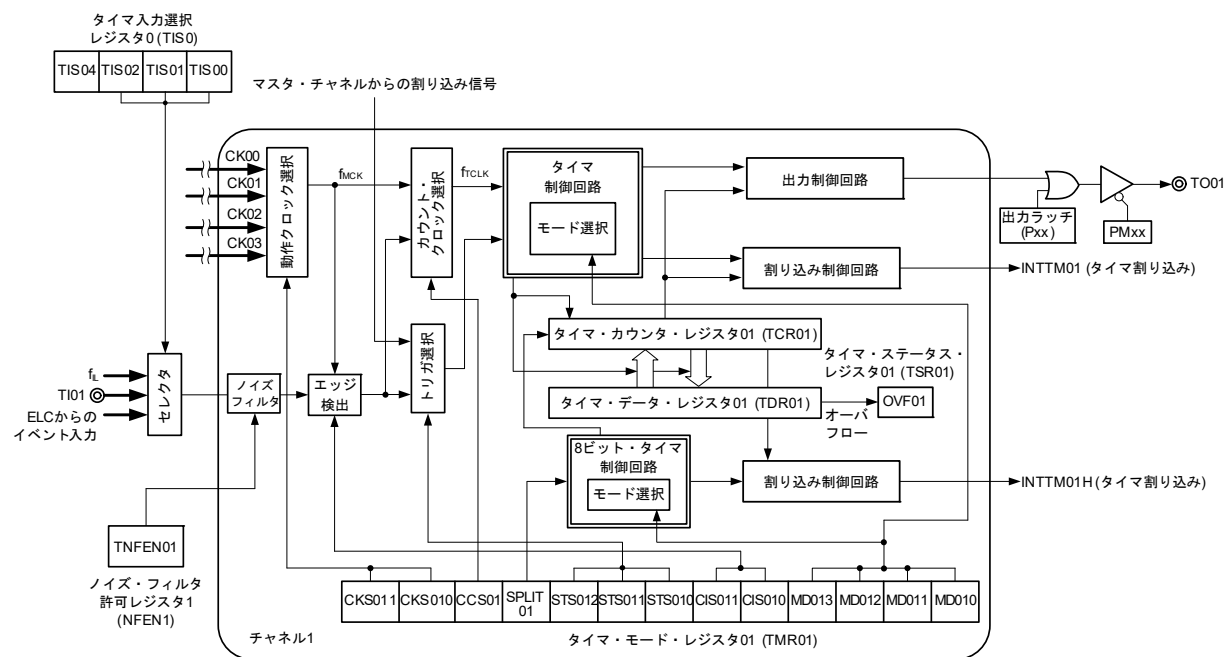 タイマ入力選択
レジスタ0 (TIS0)
TIS04 TIS02 TIS01 TIS00
マスタ・チャネルからの割り込み信号
CK00
CK01
CK02
CK03
動作クロック選択
fMCK
カウント・
クロック選択
fTCLK
タイマ
制御回路
モード選択
出力制御回路
出力ラッチ
(Pxx)
PMxx
TO01
割り込み制御回路
INTTM01 (タイマ割り込み)
トリガ選択
タイマ・カウンタ・レジスタ01 (TCR01)
タイマ・ステータス・
レジスタ01 (TSR01)
タイマ・データ・レジスタ01 (TDR01)
OVF01
オーバ
フロー
fIL
TI01
ELCからの
イベント入力
セレクタ
ノイズ
フィルタ
エッジ
検出
8ビット・タイマ
制御回路
モード選択
割り込み制御回路
INTTM01H (タイマ割り込み)
TNFEN01
ノイズ・フィルタ
許可レジスタ1
(NFEN1)
CKS011 CKS010 CCS01 SPLIT01 STS012 STS011 STS010 CIS011 CIS010 MD013 MD012 MD011 MD010
チャネル1
タイマ・モード・レジスタ01 (TMR01)